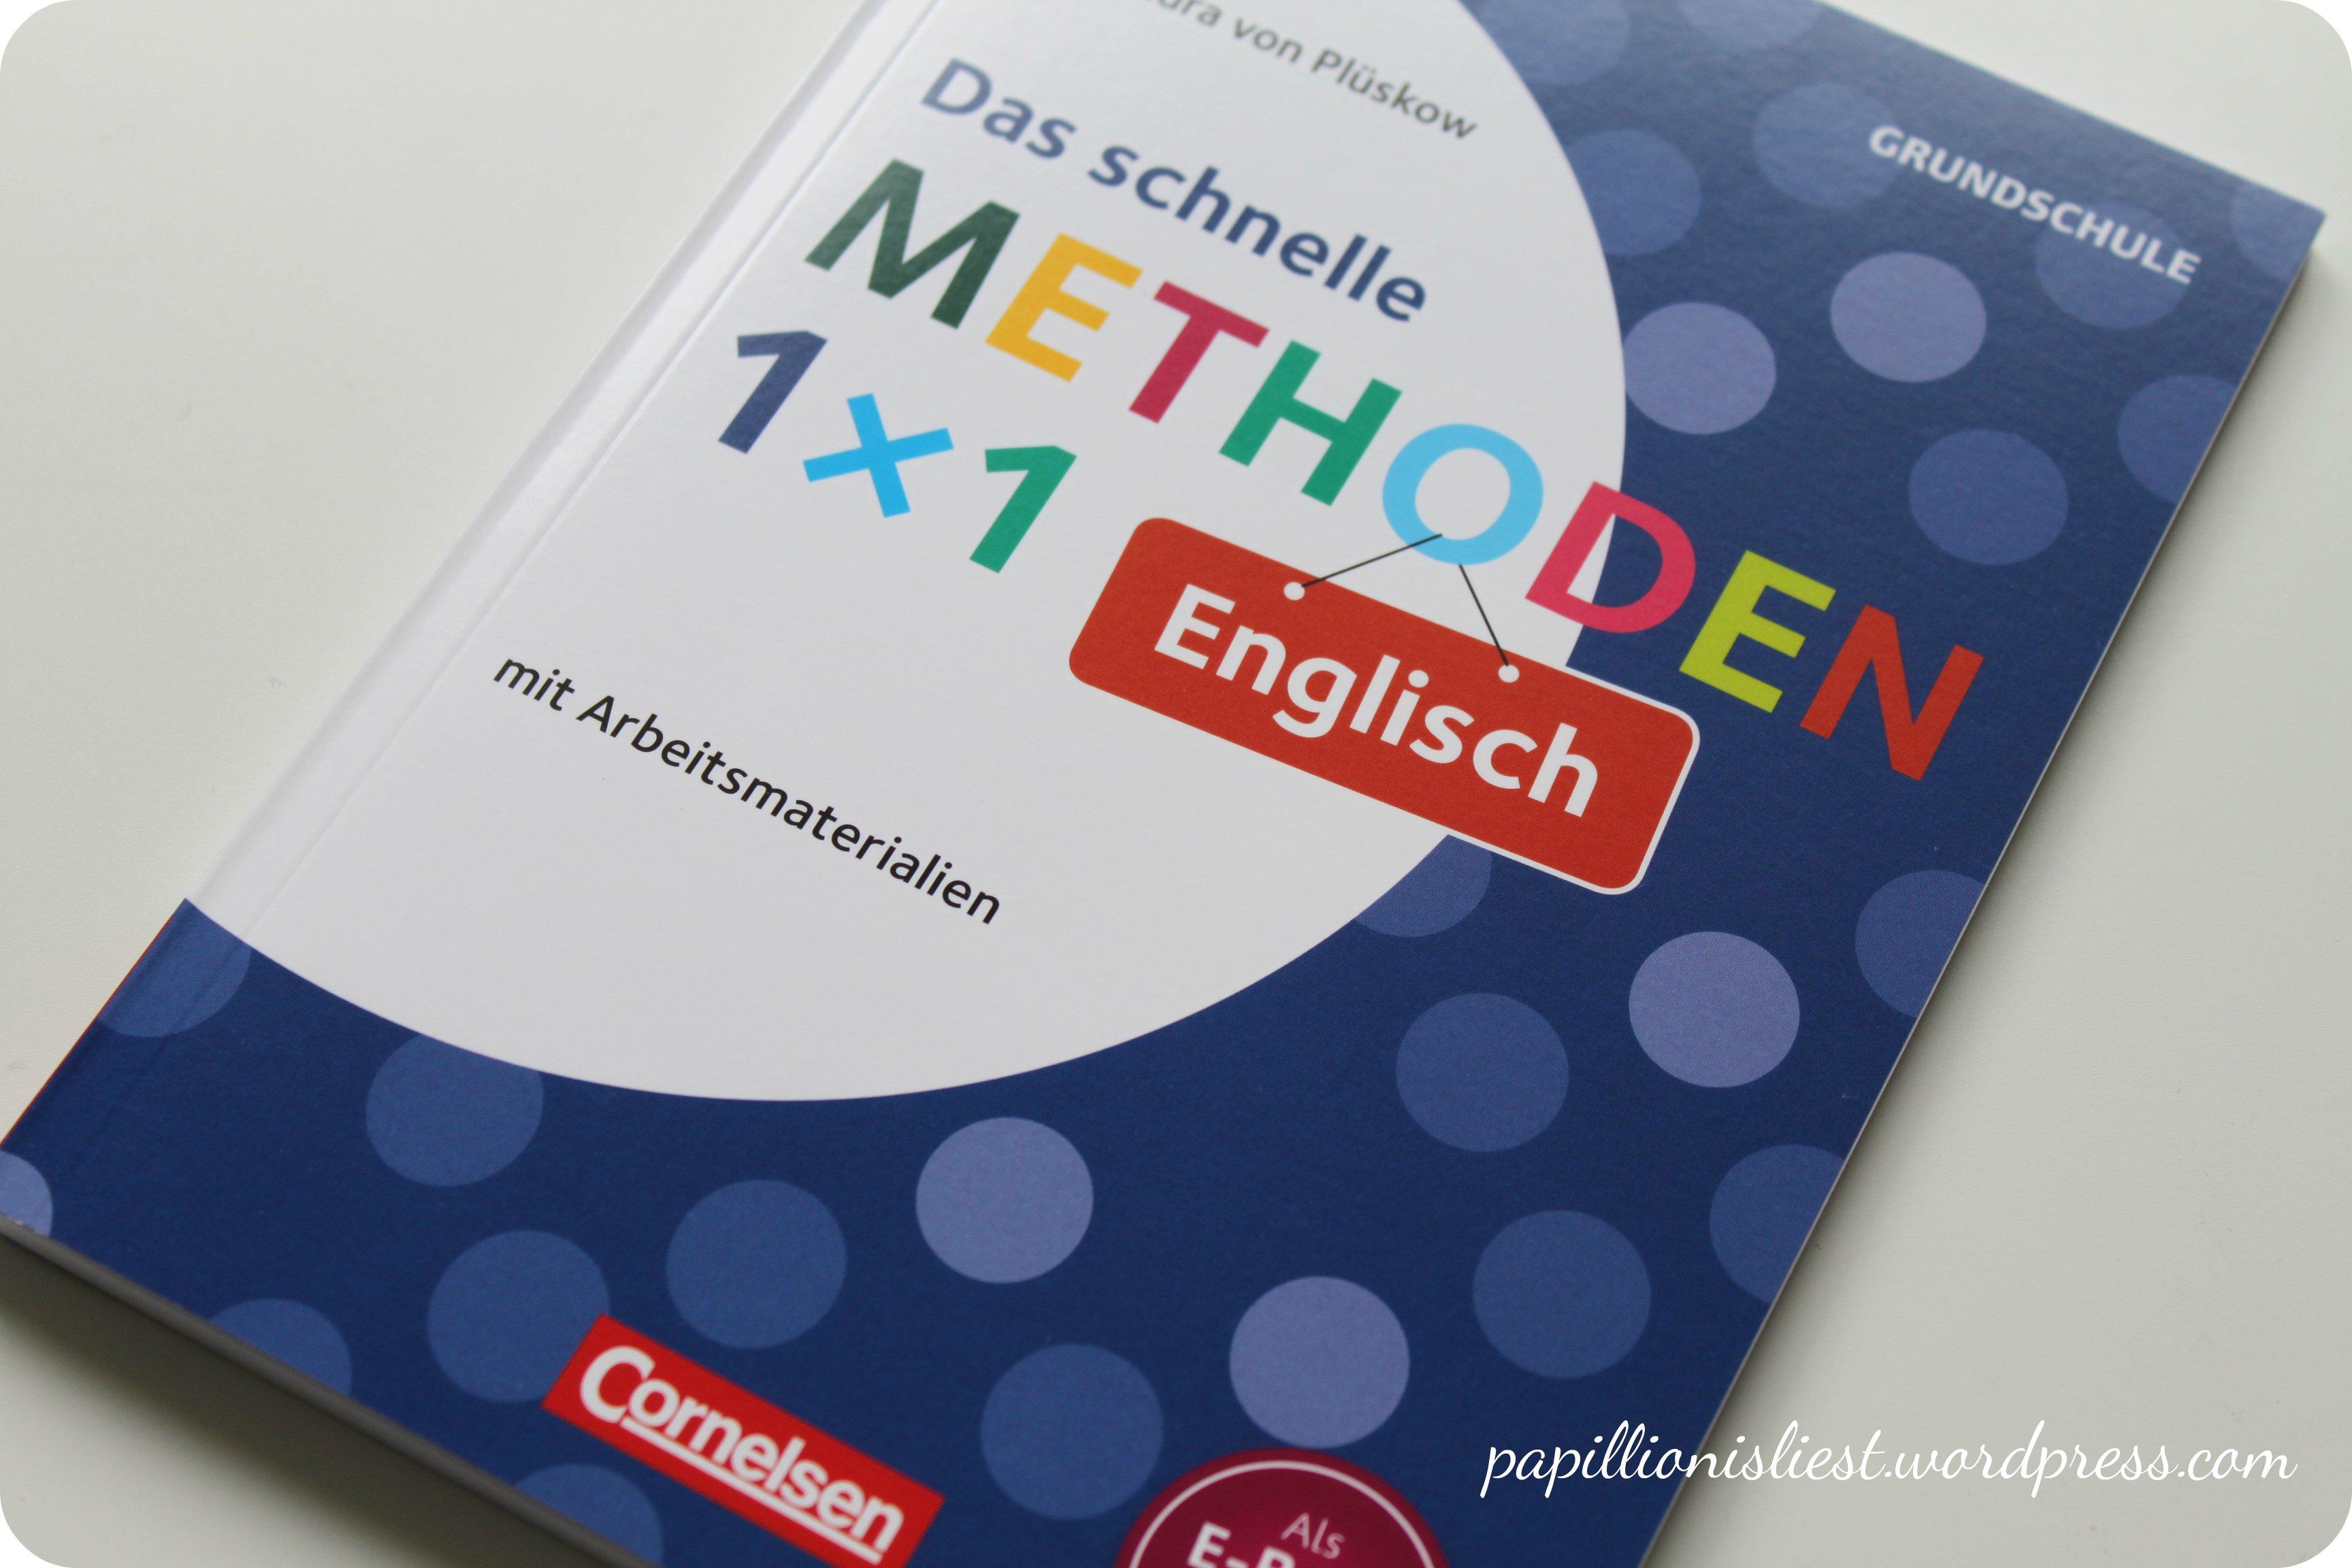 von Plüskow
GRUNDSCHULE
Das schnelle
METHODEN
1×1
Englisch
mit Arbeitsmaterialien
Cornelsen
Als
papillionisliest.wordpress.com